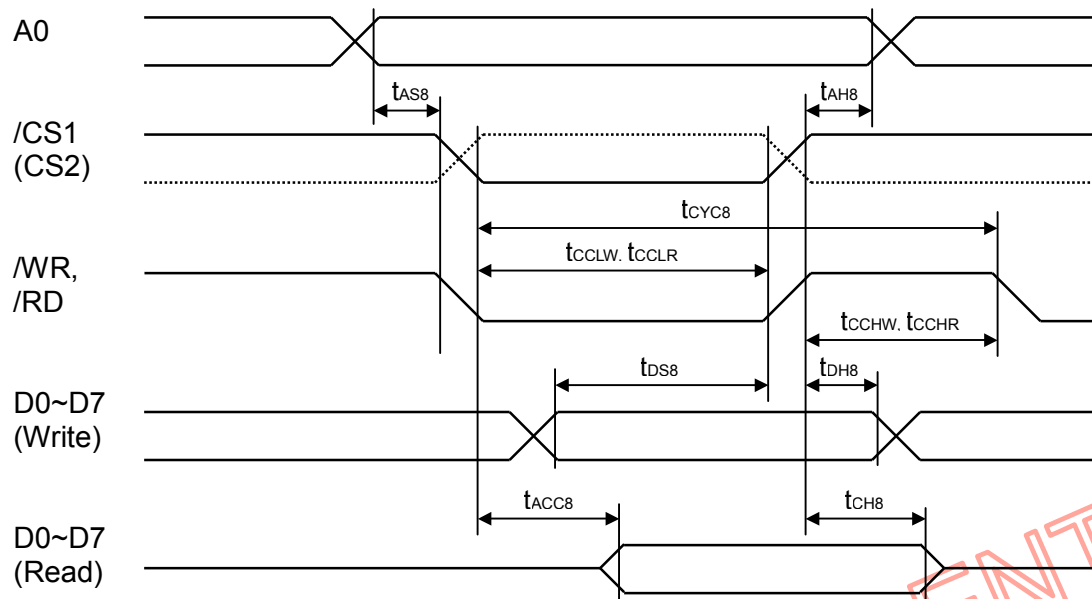 A0
tAS8
tAH8
/CS1
(CS2)
tCYC8
tCCLW. tCCLR
/WR,
/RD
tCCHW. tCCHR
tDS8
tDH8
D0~D7
(Write)
tACC8
tCH8
D0~D7
(Read)
ENT